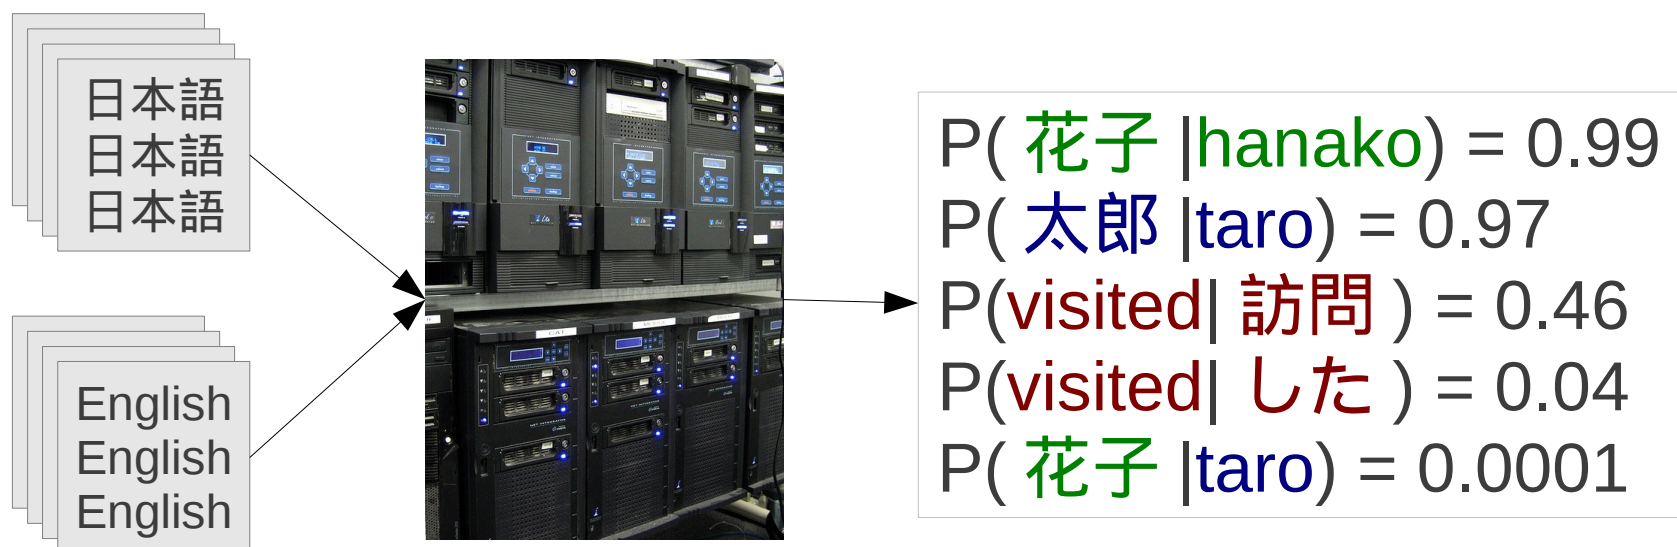 日本語
日本語
日本語
English
English
English
P( 花子 |hanako) = 0.99
P( 太郎 |taro) = 0.97
P(visited| 訪問 ) = 0.46
P(visited| した ) = 0.04
P( 花子 |taro) = 0.0001